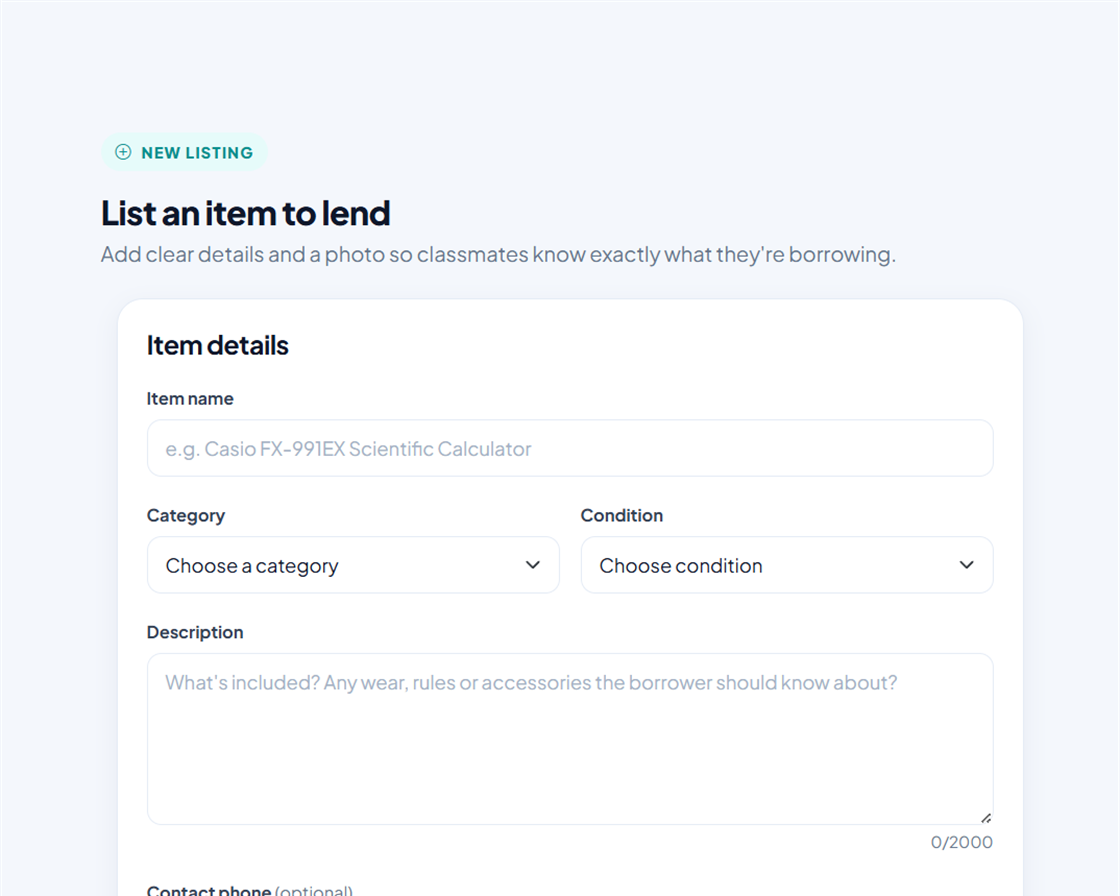 NEW LISTING
List an item to lend
Add clear details and a photo so classmates know exactly what they're borrowing.
Item details
Item name
e.g. Casio FX-991EX Scientific Calculator
Category
Condition
Choose a category
Choose condition
Description
What's included? Any wear, rules or accessories the borrower should know about?
0/2000
Contact phone (optional)